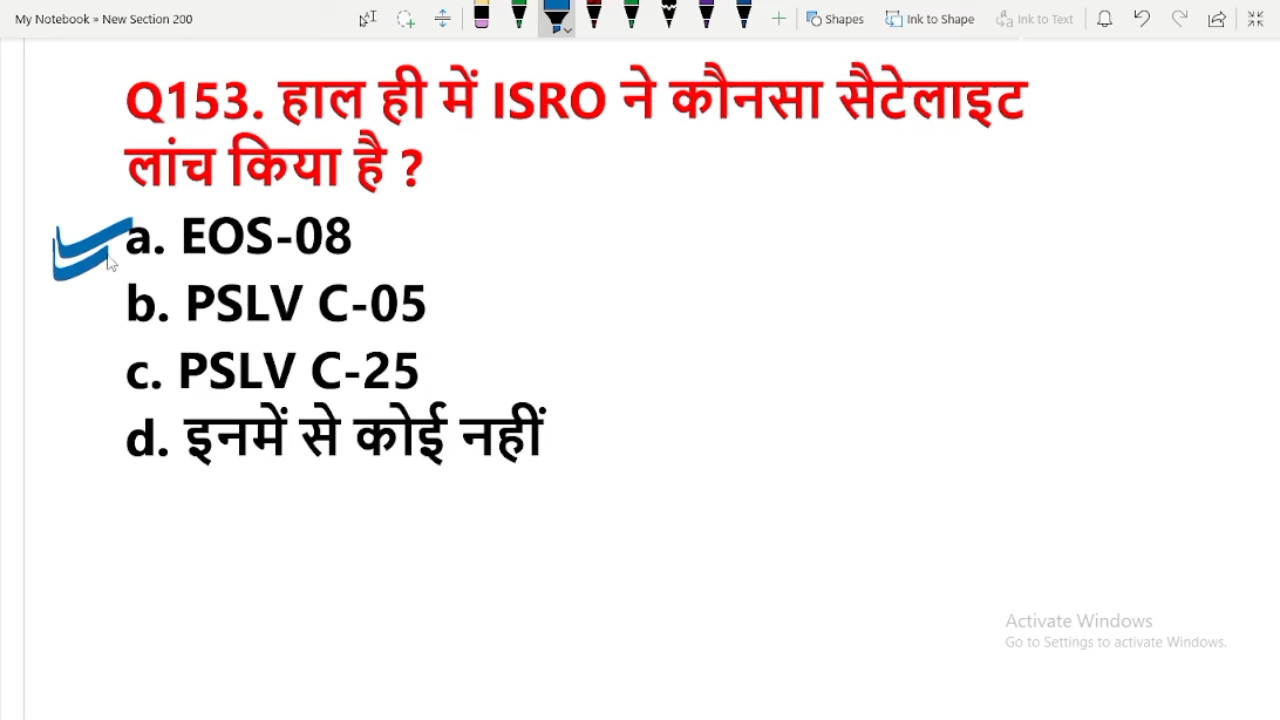 My Notebook » New Section 200
Shapes
Ink to Shape
Ink to Text
Q153. हाल ही में ISRO ने कौनसा सैटेलाइट
लांच किया है ?
a. EOS-08
b. PSLV C-05
c. PSLV C-25
d. इनमें से कोई नहीं
Activate Windows
Go to Settings to activate Windows.